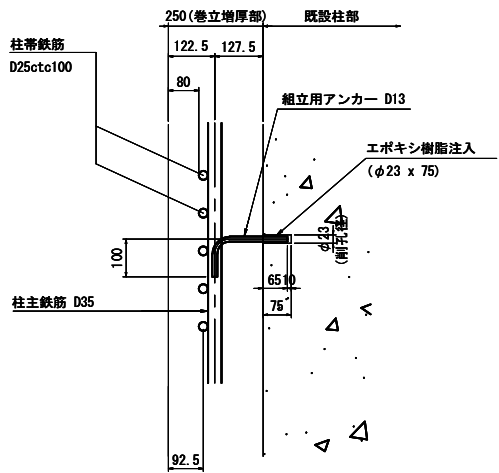 250(巻立増厚部)
既設柱部
122.5
127.5
柱帯鉄筋
D25ctc100
80
組立用アンカー D13
エポキシ樹脂注入
(φ23 x 75)
φ23
(削孔径)
100
6510
75
柱主鉄筋 D35
92.5